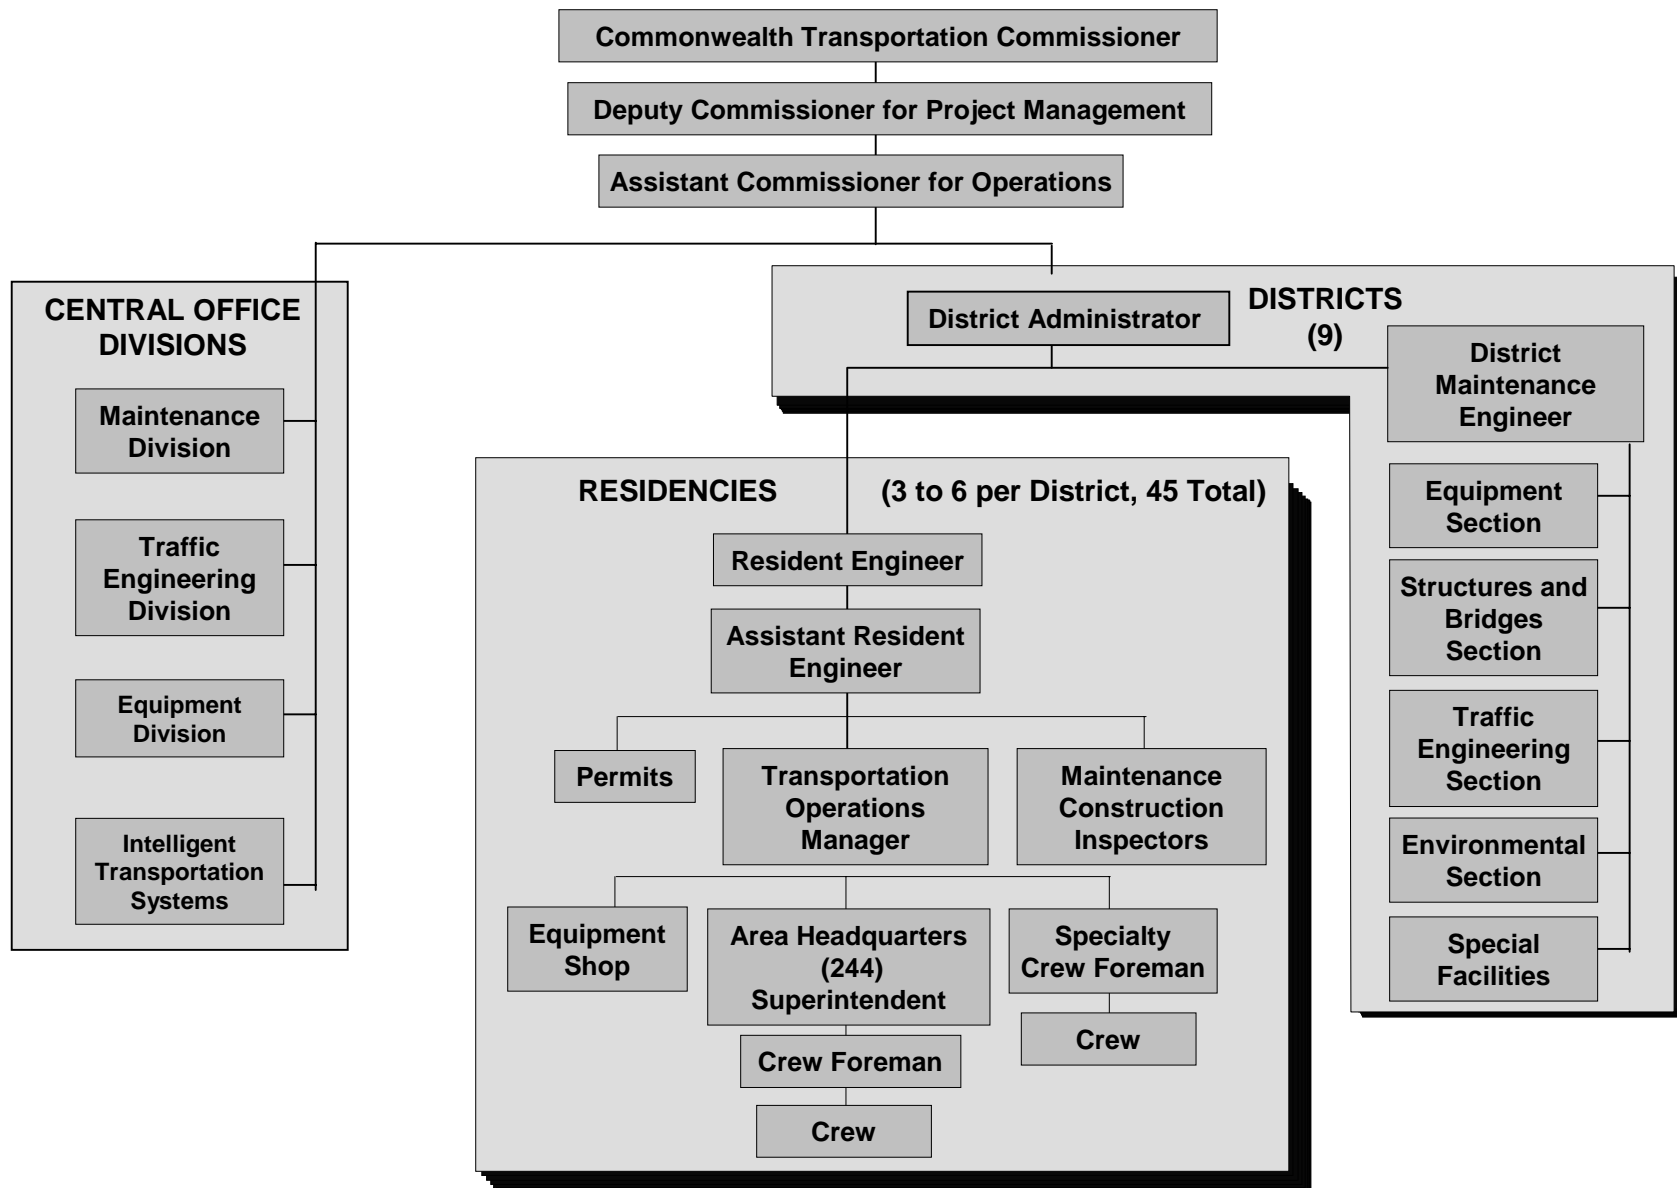 Commonwealth Transportation Commissioner
Deputy Commissioner for Project Management
Assistant Commissioner for Operations
CENTRAL OFFICE
DIVISIONS
Maintenance
Division
Traffic
Engineering
Division
Equipment
Division
Intelligent
Transportation
Systems
DISTRICTS
(9)
District Administrator
District
Maintenance
Engineer
Equipment
Section
Structures and
Bridges
Section
Traffic
Engineering
Section
Environmental
Section
Special
Facilities
RESIDENCIES (3 to 6 per District, 45 Total)
Resident Engineer
Assistant Resident
Engineer
Permits
Transportation
Operations
Manager
Maintenance
Construction
Inspectors
Equipment
Shop
Area Headquarters
(244)
Superintendent
Specialty
Crew Foreman
Crew
Crew Foreman
Crew